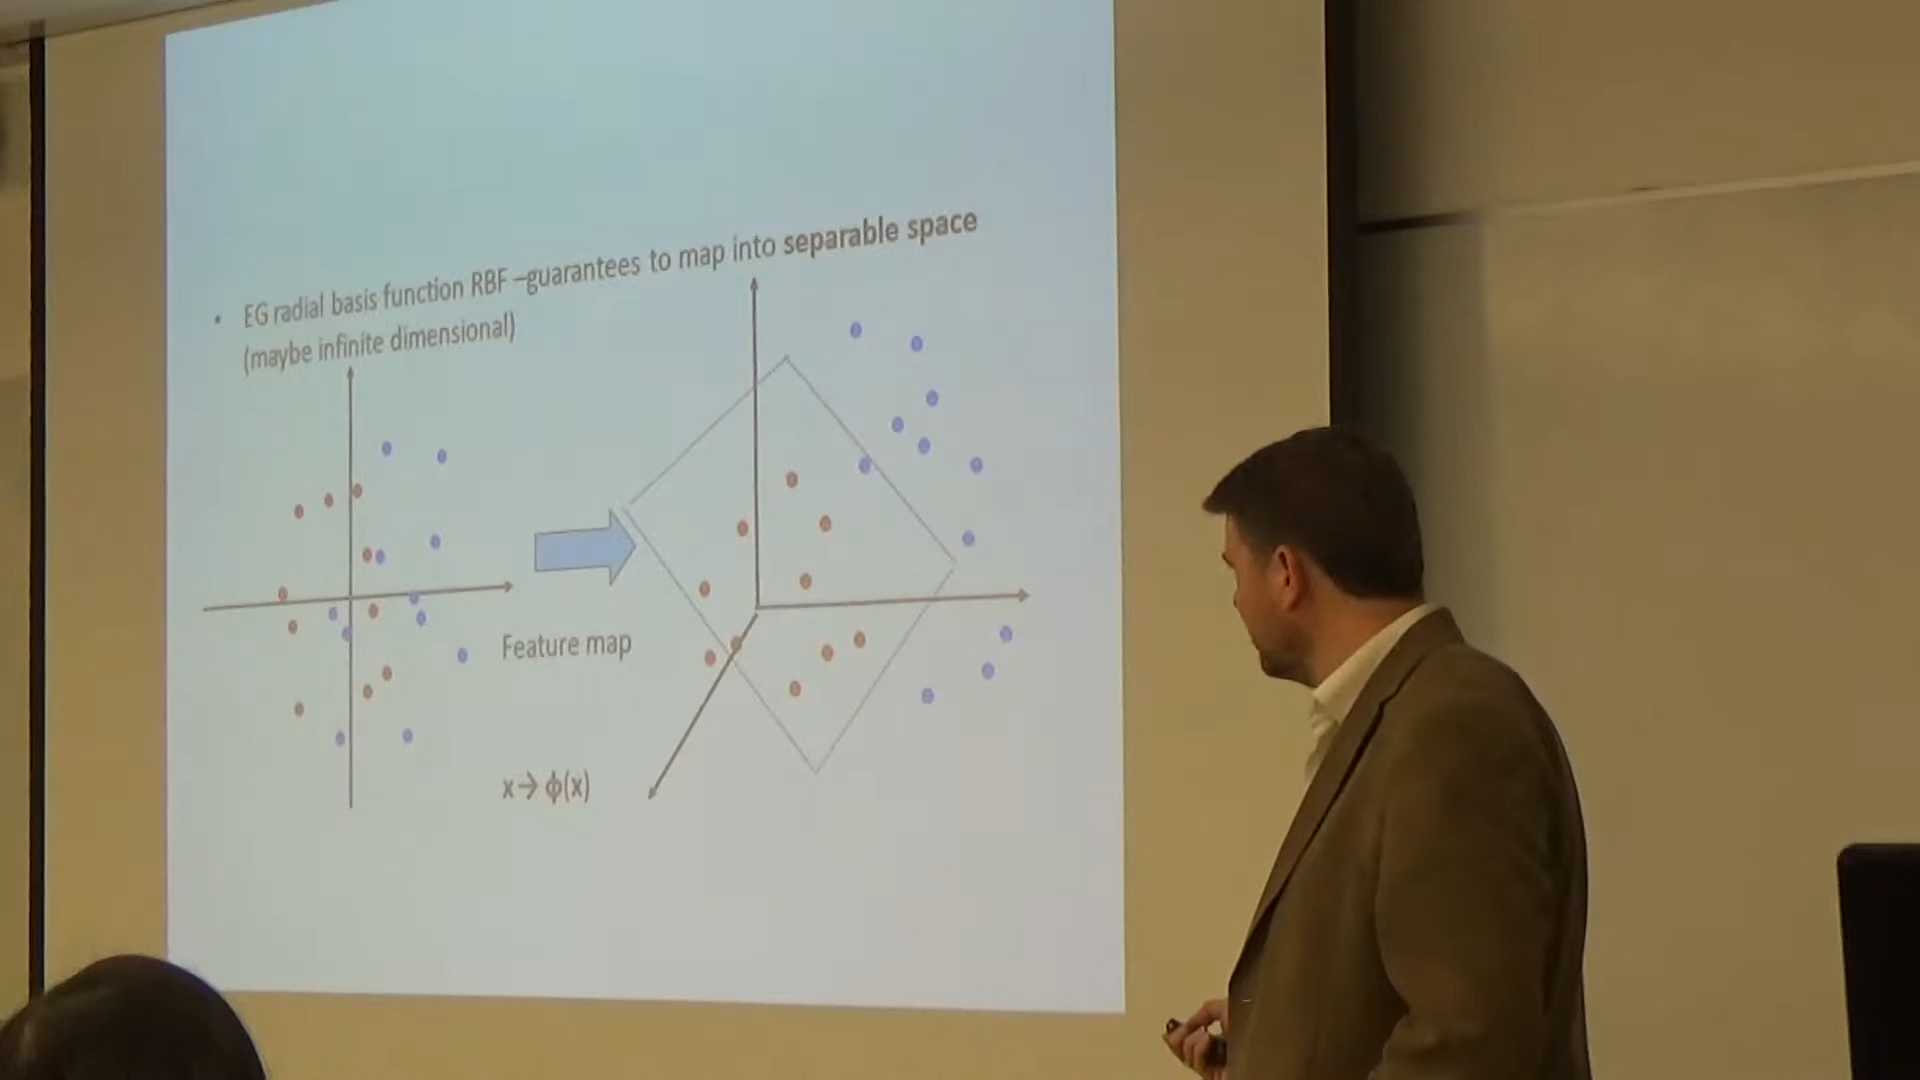 • EG radial basis function RBF –guarantees to map into separable space
(maybe infinite dimensional)
Feature map
x→ ϕ(x)